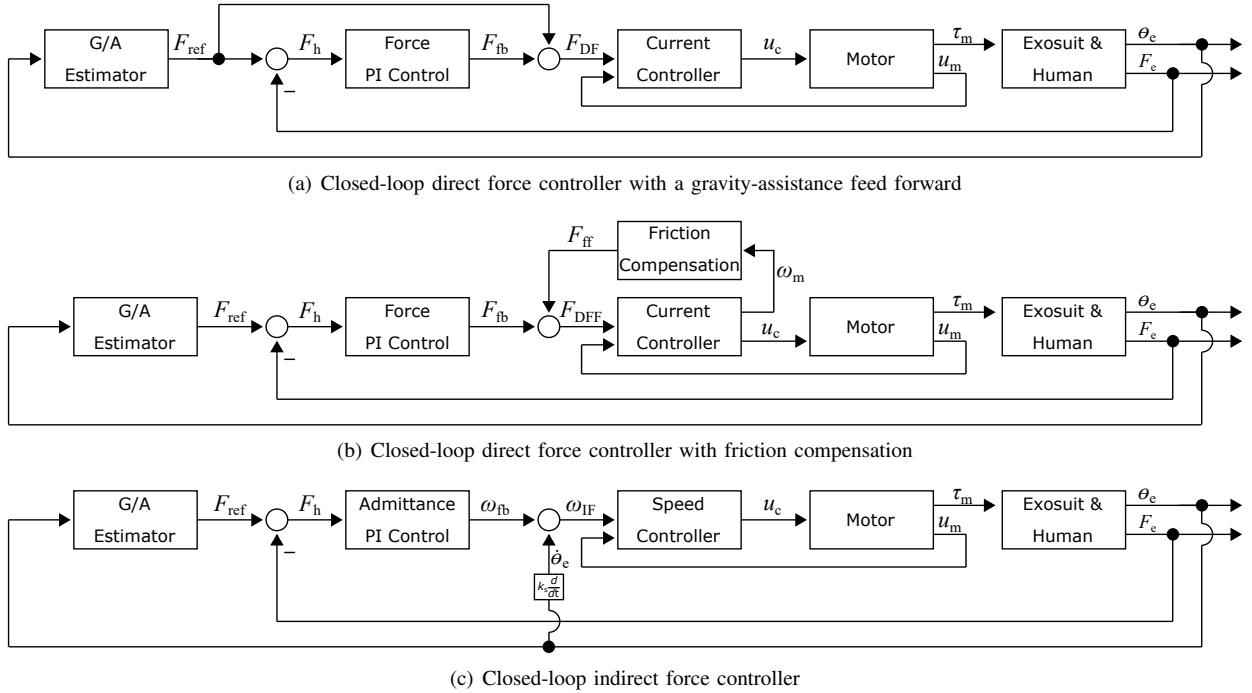 G/A
Estimator
F_ref
F_h
Force
PI Control
F_fb
F_DF
Current
Controller
u_c
Motor
τ_m
u_m
Exosuit &
Human
θ_e
F_e
−
(a) Closed-loop direct force controller with a gravity-assistance feed forward
F_ff
Friction
Compensation
ω_m
G/A
Estimator
F_ref
F_h
Force
PI Control
F_fb
F_DFF
Current
Controller
u_c
Motor
τ_m
u_m
Exosuit &
Human
θ_e
F_e
−
(b) Closed-loop direct force controller with friction compensation
G/A
Estimator
F_ref
F_h
Admittance
PI Control
ω_fb
ω_IF
Speed
Controller
u_c
Motor
τ_m
u_m
Exosuit &
Human
θ_e
F_e
−
θ̇_e
k_s d/dt
(c) Closed-loop indirect force controller